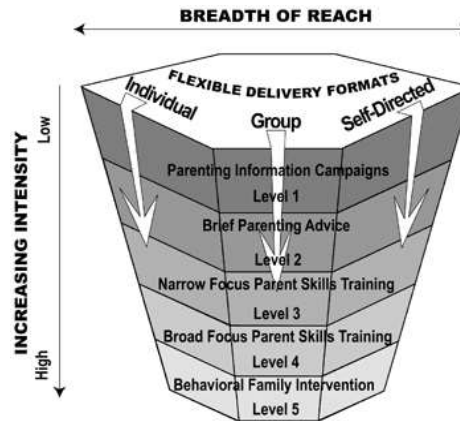 BREADTH OF REACH
FLEXIBLE DELIVERY FORMATS
Individual
Group
Self-Directed
INCREASING INTENSITY
Low
High
Parenting Information Campaigns
Level 1
Brief Parenting Advice
Level 2
Narrow Focus Parent Skills Training
Level 3
Broad Focus Parent Skills Training
Level 4
Behavioral Family Intervention
Level 5